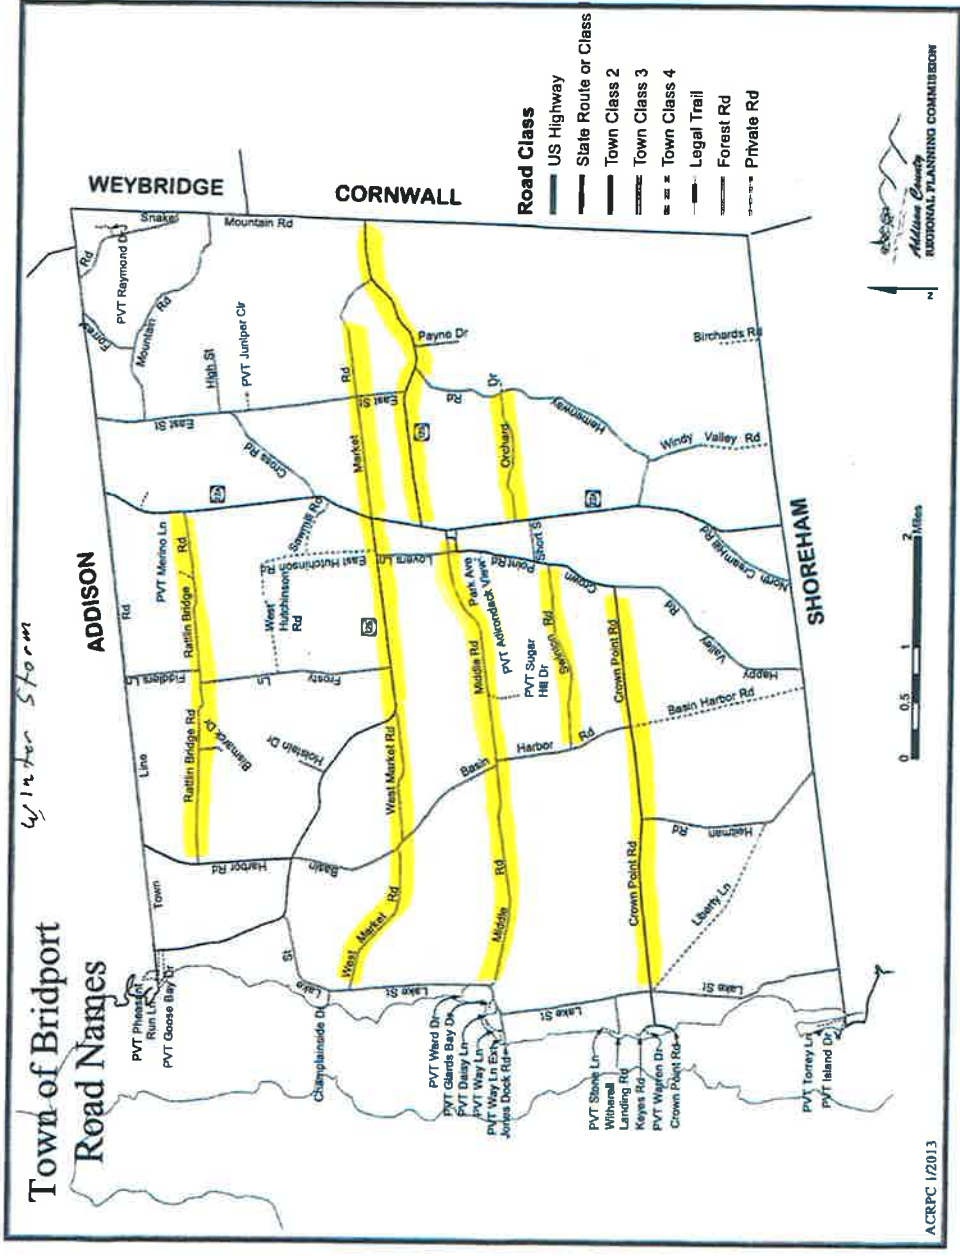 Town of Bridport
Road Names
Winter Storm
ADDISON
WEYBRIDGE
CORNWALL
SHOREHAM
Road Class
US Highway
State Route or Class
Town Class 2
Town Class 3
Town Class 4
Legal Trail
Forest Rd
Private Rd
Addison County
REGIONAL PLANNING COMMISSION
N
0 0.5 1 2
Miles
ACRPC 1/2013
PVT Pheasant
Run Ln
PVT Goose Bay Dr
Town
Line
Rd
PVT Merino Ln
Rattlin Bridge Rd
Rattlin Bridge
Rd
Fiddlers Ln
Bismarck Dr
Holstein Dr
Frosty
Ln
West
Hutchinson
Rd
East Hutchinson
Rd
Sawmill Rd
Cross Rd
East St
East St
High St
PVT Juniper Cir
Mountain
Rd
Forrest
Rd
PVT Raymond Dr
Snake
Mountain Rd
22A
Market
Rd
Payne Dr
Birchards Rd
Orchard
Dr
Hemenway
Rd
Windy Valley Rd
22A
125
125
Lovers Ln
Park Ave
PVT Adirondack View
Middle Rd
PVT Sugar
Hill Dr
Short S
Crown
Point Rd
Rd
Crown Point Rd
North Cream Hill Rd
Happy
Valley
Rd
Basin Harbor Rd
Basin
Harbor
Rd
West Market Rd
West
Market
Rd
Harbor Rd
Basin
Middle
Rd
Crown Point Rd
Heitman
Rd
Liberty Ln
Lake
St
Lake St
Lake St
Lake St
Champlainside Dr
PVT Ward Dr
PVT Giards Bay Dr
PVT Daisy Ln
PVT Way Ln
PVT Way Ln Ext
Jones Dock Rd
PVT Stone Ln
Witherell
Landing Rd
Keyes Rd
PVT Warren Dr
Crown Point Rd
PVT Torrey Ln
PVT Island Dr